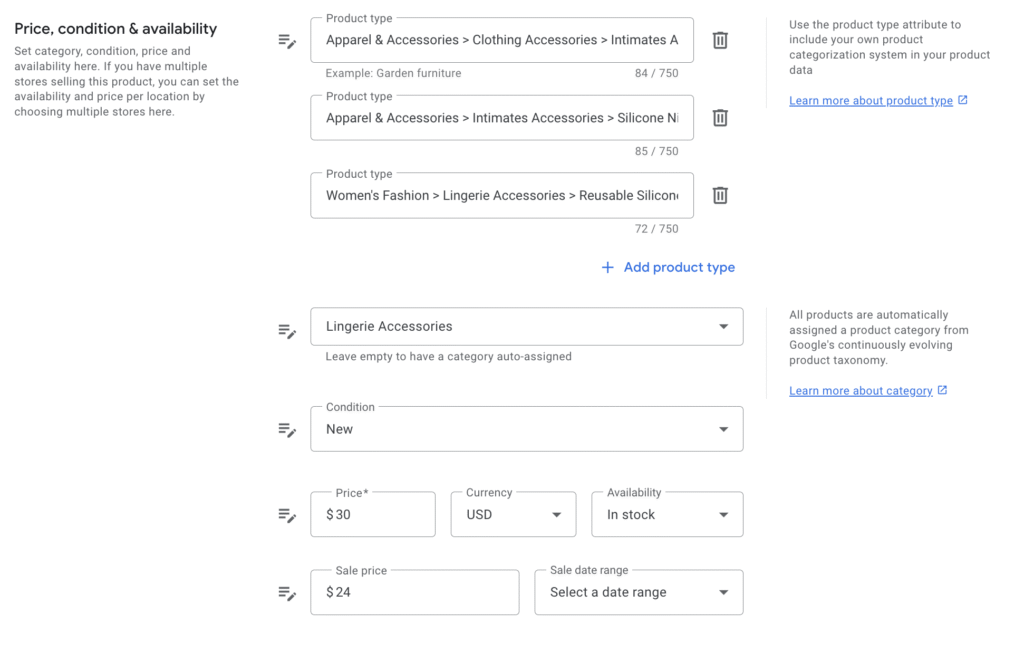 Price, condition & availability
Set category, condition, price and
availability here. If you have multiple
stores selling this product, you can set the
availability and price per location by
choosing multiple stores here.
Product type
Apparel & Accessories > Clothing Accessories > Intimates A
Example: Garden furniture
84 / 750
Product type
Apparel & Accessories > Intimates Accessories > Silicone Ni
85 / 750
Product type
Women's Fashion > Lingerie Accessories > Reusable Silicone
72 / 750
+ Add product type
Use the product type attribute to
include your own product
categorization system in your product
data
Learn more about product type
Lingerie Accessories
Leave empty to have a category auto-assigned
All products are automatically
assigned a product category from
Google's continuously evolving
product taxonomy.
Learn more about category
Condition
New
Price*
$ 30
Currency
USD
Availability
In stock
Sale price
$ 24
Sale date range
Select a date range